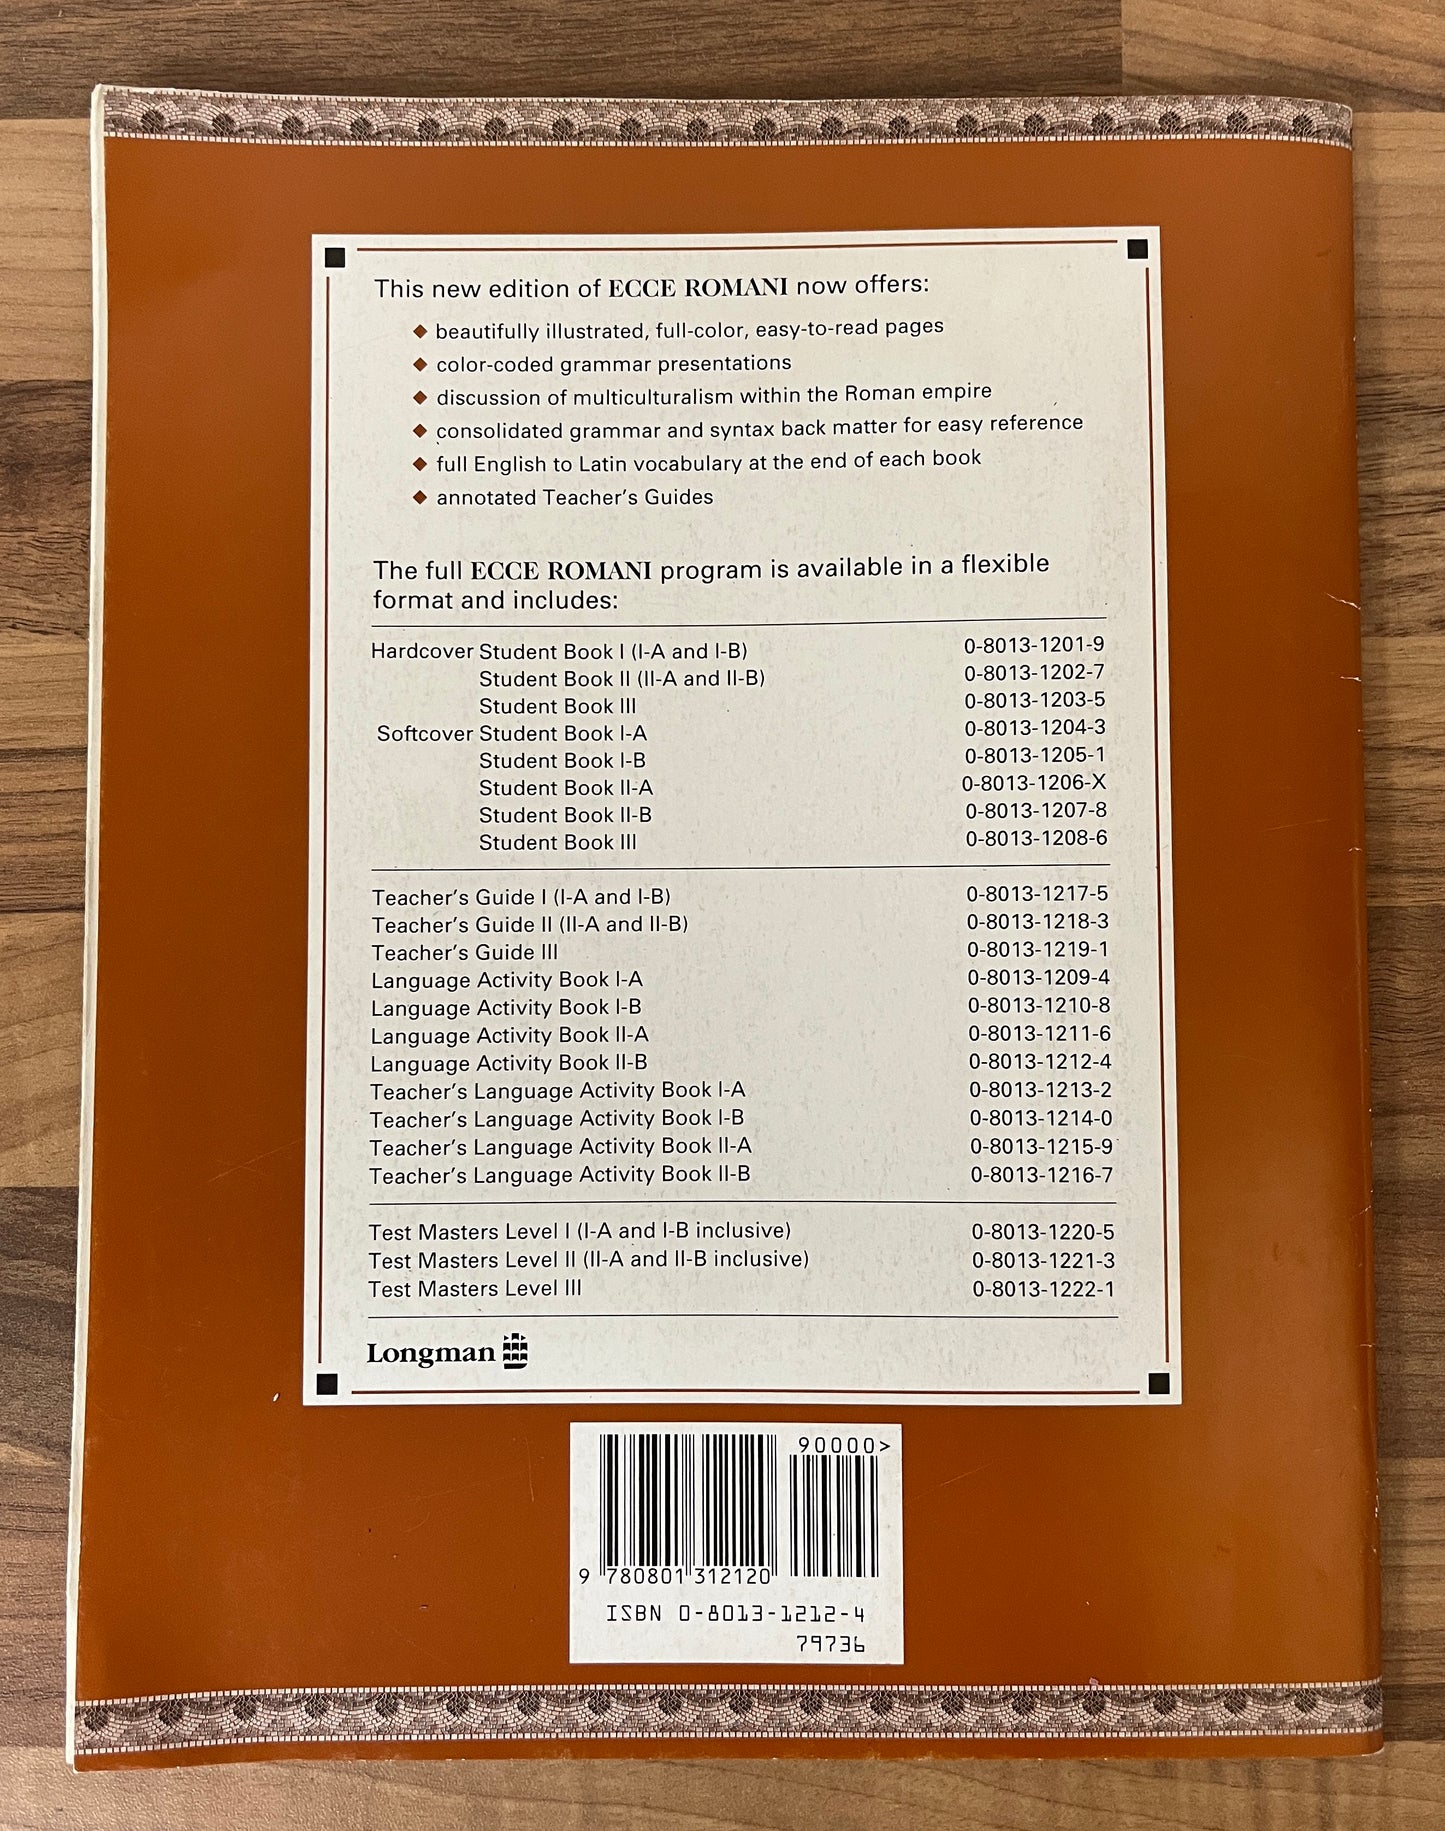 This new edition of ECCE ROMANI now offers:
◆ beautifully illustrated, full-color, easy-to-read pages
◆ color-coded grammar presentations
◆ discussion of multiculturalism within the Roman empire
◆ consolidated grammar and syntax back matter for easy reference
◆ full English to Latin vocabulary at the end of each book
◆ annotated Teacher's Guides
The full ECCE ROMANI program is available in a flexible
format and includes:
Hardcover Student Book I (I-A and I-B) 0-8013-1201-9
Student Book II (II-A and II-B) 0-8013-1202-7
Student Book III 0-8013-1203-5
Softcover Student Book I-A 0-8013-1204-3
Student Book I-B 0-8013-1205-1
Student Book II-A 0-8013-1206-X
Student Book II-B 0-8013-1207-8
Student Book III 0-8013-1208-6
Teacher's Guide I (I-A and I-B) 0-8013-1217-5
Teacher's Guide II (II-A and II-B) 0-8013-1218-3
Teacher's Guide III 0-8013-1219-1
Language Activity Book I-A 0-8013-1209-4
Language Activity Book I-B 0-8013-1210-8
Language Activity Book II-A 0-8013-1211-6
Language Activity Book II-B 0-8013-1212-4
Teacher's Language Activity Book I-A 0-8013-1213-2
Teacher's Language Activity Book I-B 0-8013-1214-0
Teacher's Language Activity Book II-A 0-8013-1215-9
Teacher's Language Activity Book II-B 0-8013-1216-7
Test Masters Level I (I-A and I-B inclusive) 0-8013-1220-5
Test Masters Level II (II-A and II-B inclusive) 0-8013-1221-3
Test Masters Level III 0-8013-1222-1
Longman
90000>
9 780801 312120
ISBN 0-8013-1212-4
79736